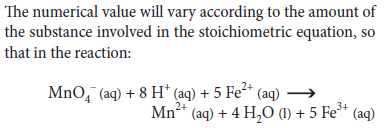 The numerical value will vary according to the amount of
the substance involved in the stoichiometric equation, so
that in the reaction:
MnO₄⁻ (aq) + 8 H⁺ (aq) + 5 Fe²⁺ (aq) ⟶
Mn²⁺ (aq) + 4 H₂O (l) + 5 Fe³⁺ (aq)